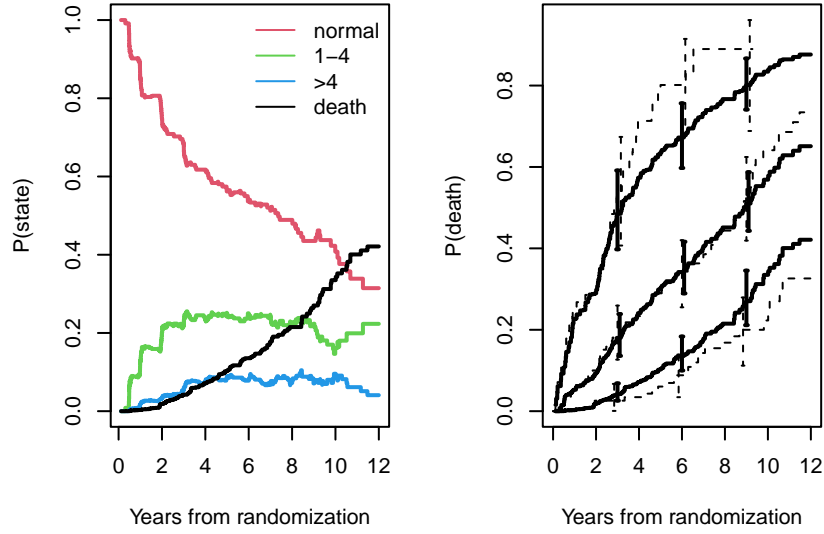 normal
1−4
>4
death
P(state)
0.0
0.2
0.4
0.6
0.8
1.0
0 2 4 6 8 10 12
Years from randomization
P(death)
0.0
0.2
0.4
0.6
0.8
0 2 4 6 8 10 12
Years from randomization